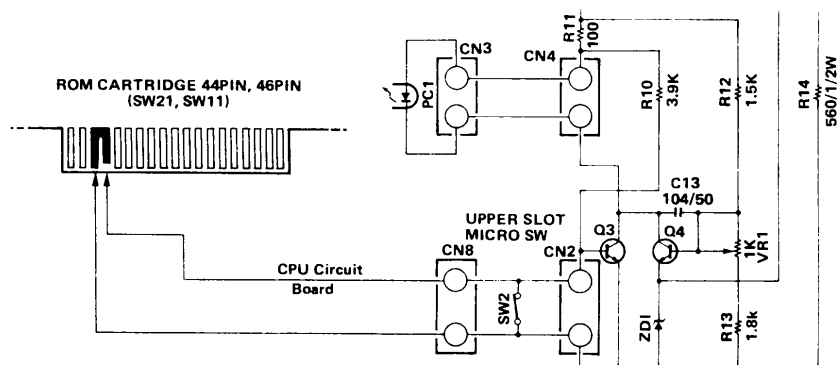 ROM CARTRIDGE 44PIN, 46PIN
(SW21, SW11)
CN3
CN4
PC1
R11
100
R10
3.9K
R12
1.5K
R14
560/1/2W
C13
104/50
Q3
Q4
1K
VR1
UPPER SLOT
MICRO SW
CN8
CN2
CPU Circuit
Board
SW2
ZDI
R13
1.8k